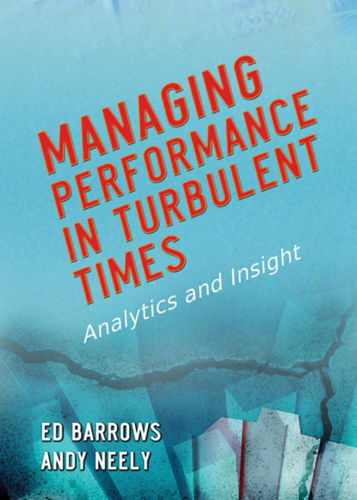 MANAGING
PERFORMANCE
IN TURBULENT
TIMES
Analytics and Insight
ED BARROWS
ANDY NEELY